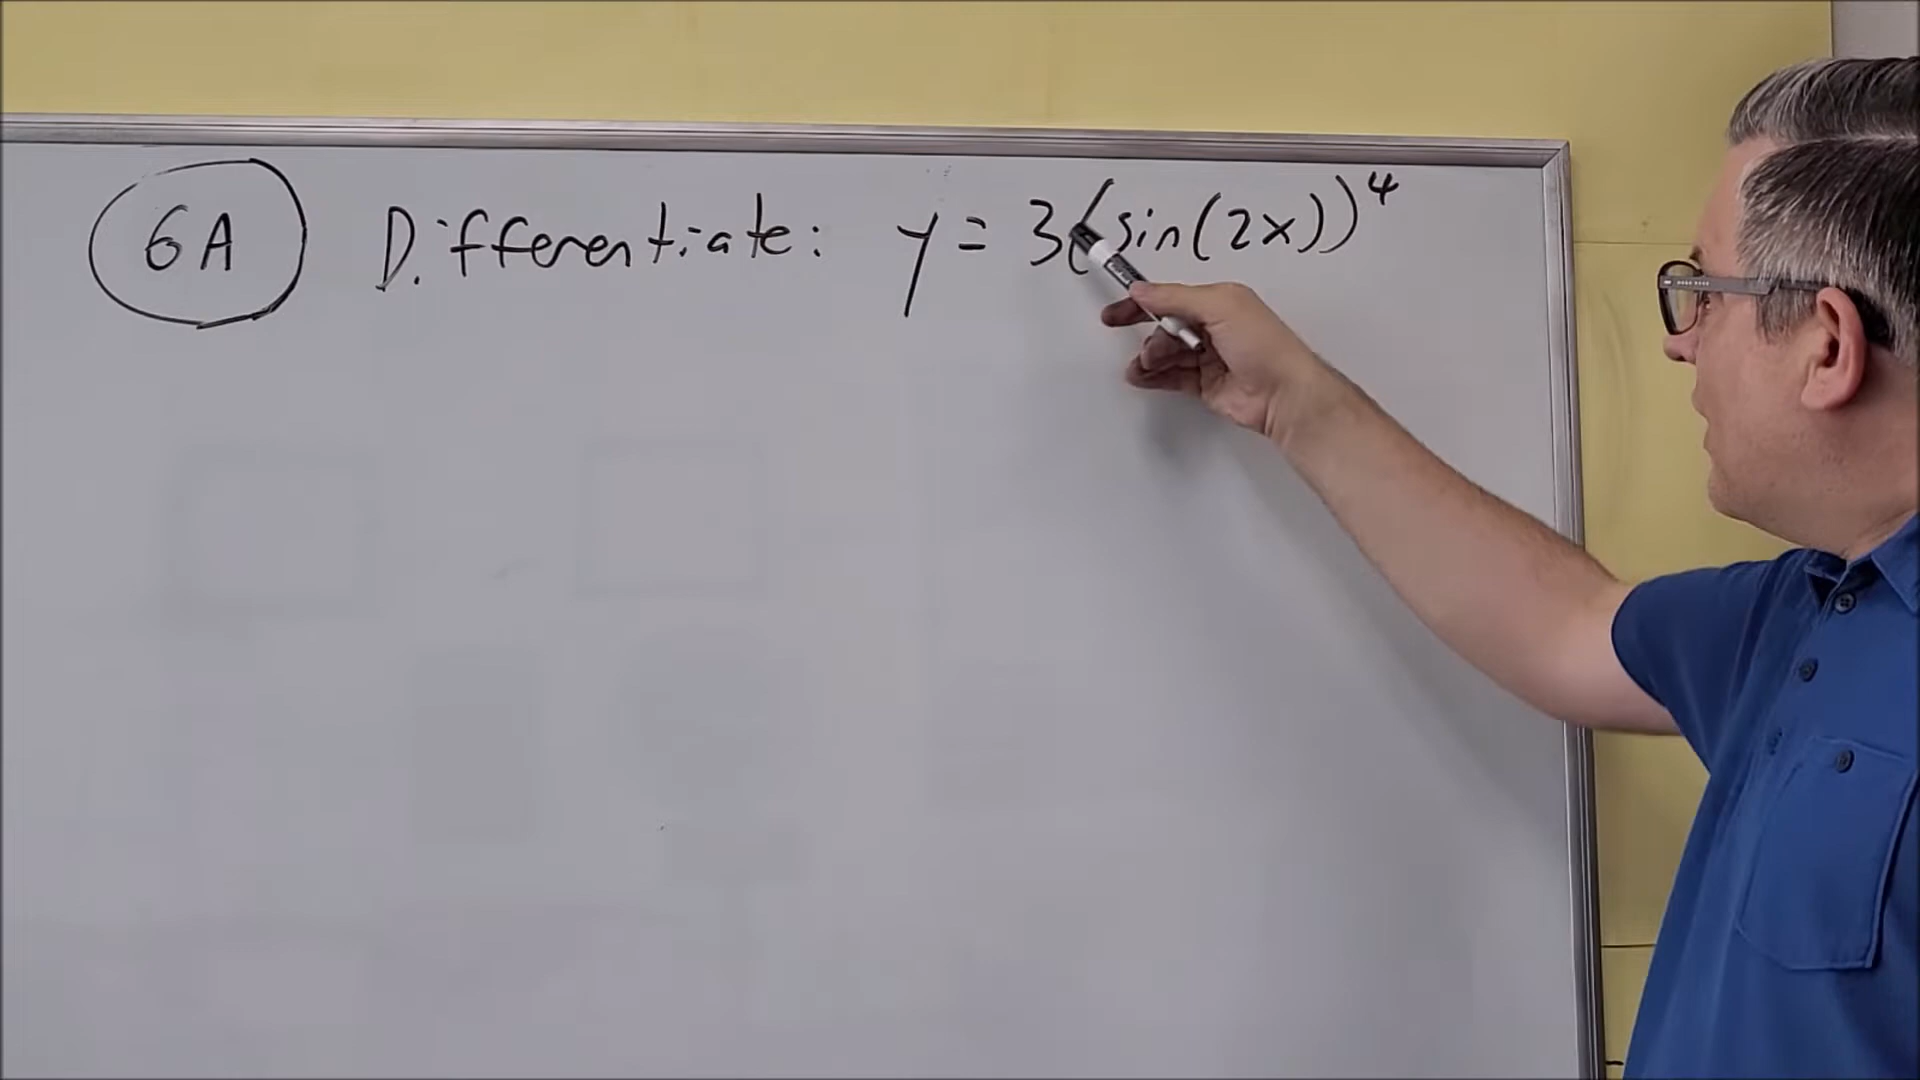 6A Differentiate: y = 3(sin(2x))⁴